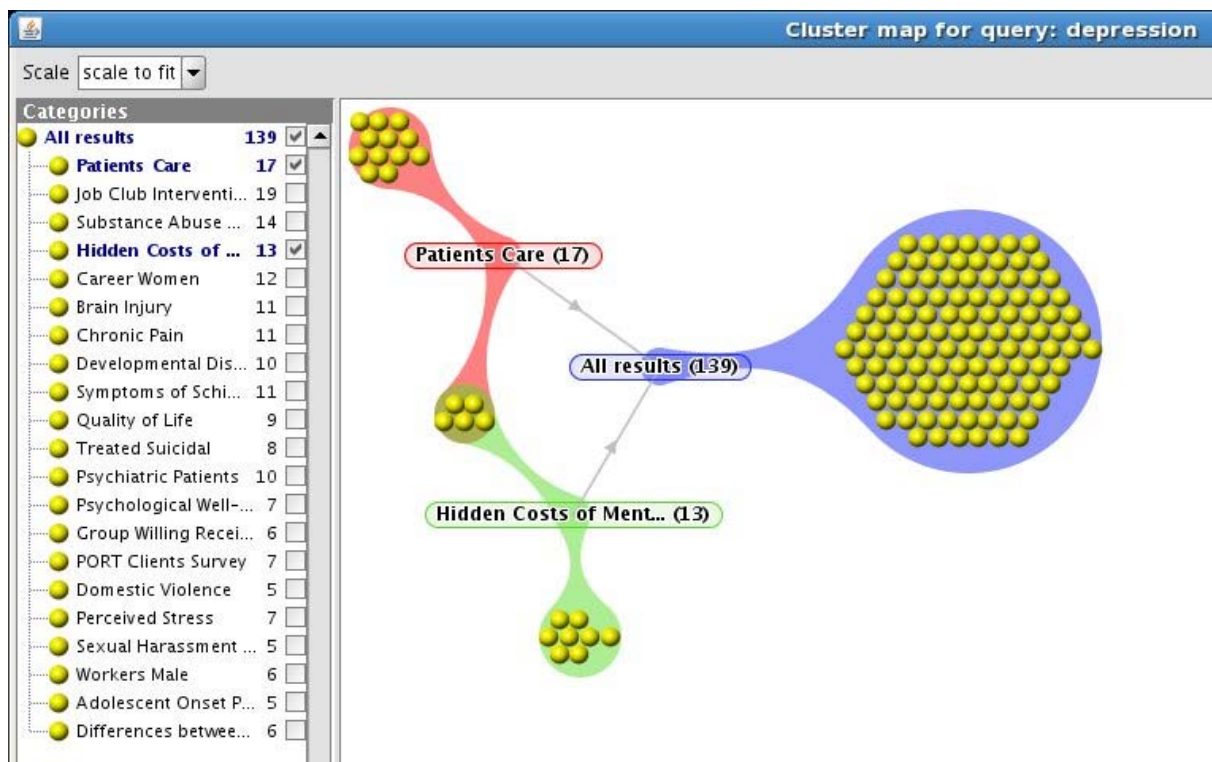 Cluster map for query: depression
Scale scale to fit
Categories
All results 139
Patients Care 17
Job Club Interventi... 19
Substance Abuse ... 14
Hidden Costs of ... 13
Career Women 12
Brain Injury 11
Chronic Pain 11
Developmental Dis... 10
Symptoms of Schi... 11
Quality of Life 9
Treated Suicidal 8
Psychiatric Patients 10
Psychological Well-... 7
Group Willing Recei... 6
PORT Clients Survey 7
Domestic Violence 5
Perceived Stress 7
Sexual Harassment ... 5
Workers Male 6
Adolescent Onset P... 5
Differences betwee... 6
Patients Care (17)
All results (139)
Hidden Costs of Ment... (13)